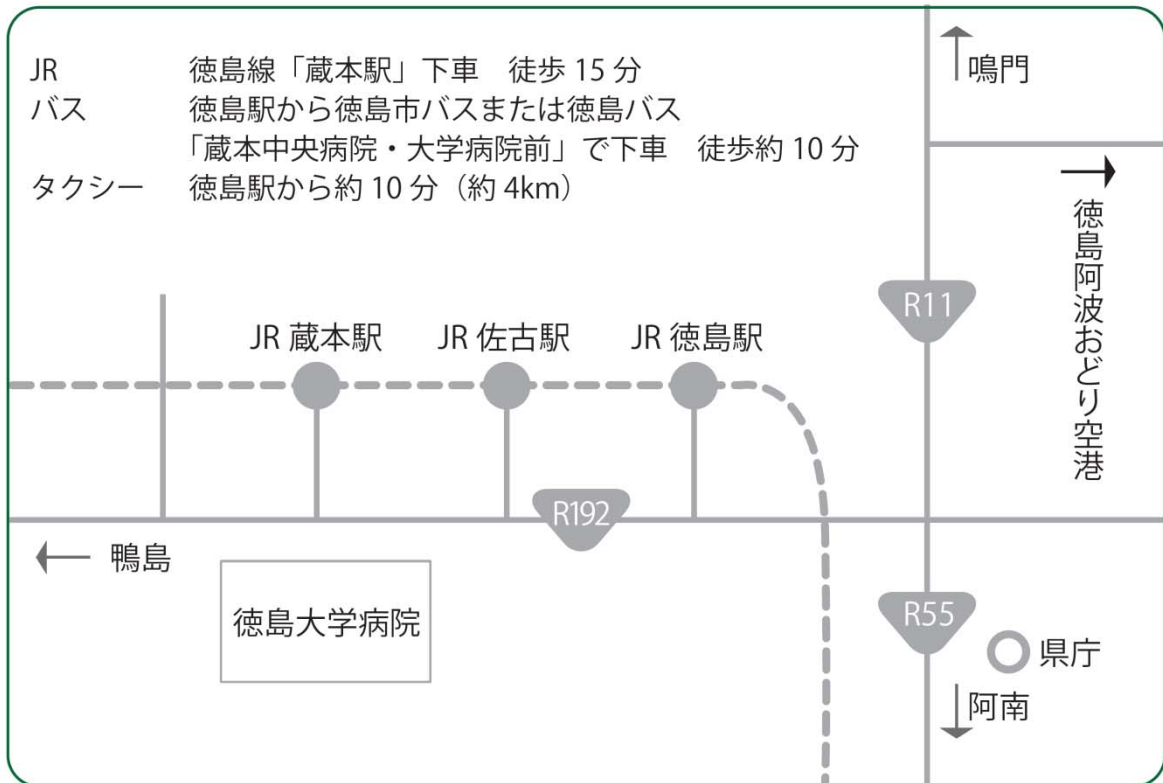 JR 徳島線「蔵本駅」下車 徒歩 15 分
バス 徳島駅から徳島市バスまたは徳島バス
「蔵本中央病院・大学病院前」で下車 徒歩約 10 分
タクシー 徳島駅から約 10 分（約 4km）
鳴門
徳島阿波おどり空港
R11
JR 蔵本駅
JR 佐古駅
JR 徳島駅
R192
鴨島
徳島大学病院
R55
県庁
阿南